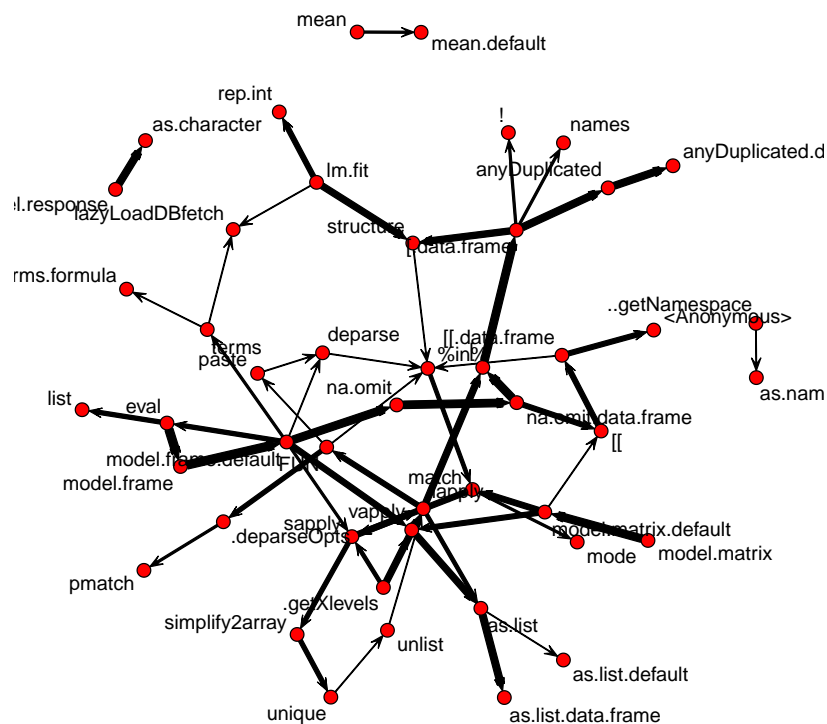 mean
mean.default
rep.int
as.character
!
names
anyDuplicated
anyDuplicated.d
lm.fit
el.response
lazyLoadDBfetch
structure
[.data.frame
rms.formula
..getNamespace
<Anonymous>
terms
deparse
[[.data.frame
%in%
paste
as.nam
list
eval
na.omit
na.omit.data.frame
[[
model.frame.default
FUN
model.frame
match
lapply
vapply
sapply
.deparseOpts
model.matrix.default
mode
model.matrix
pmatch
.getXlevels
simplify2array
unlist
as.list
as.list.default
unique
as.list.data.frame